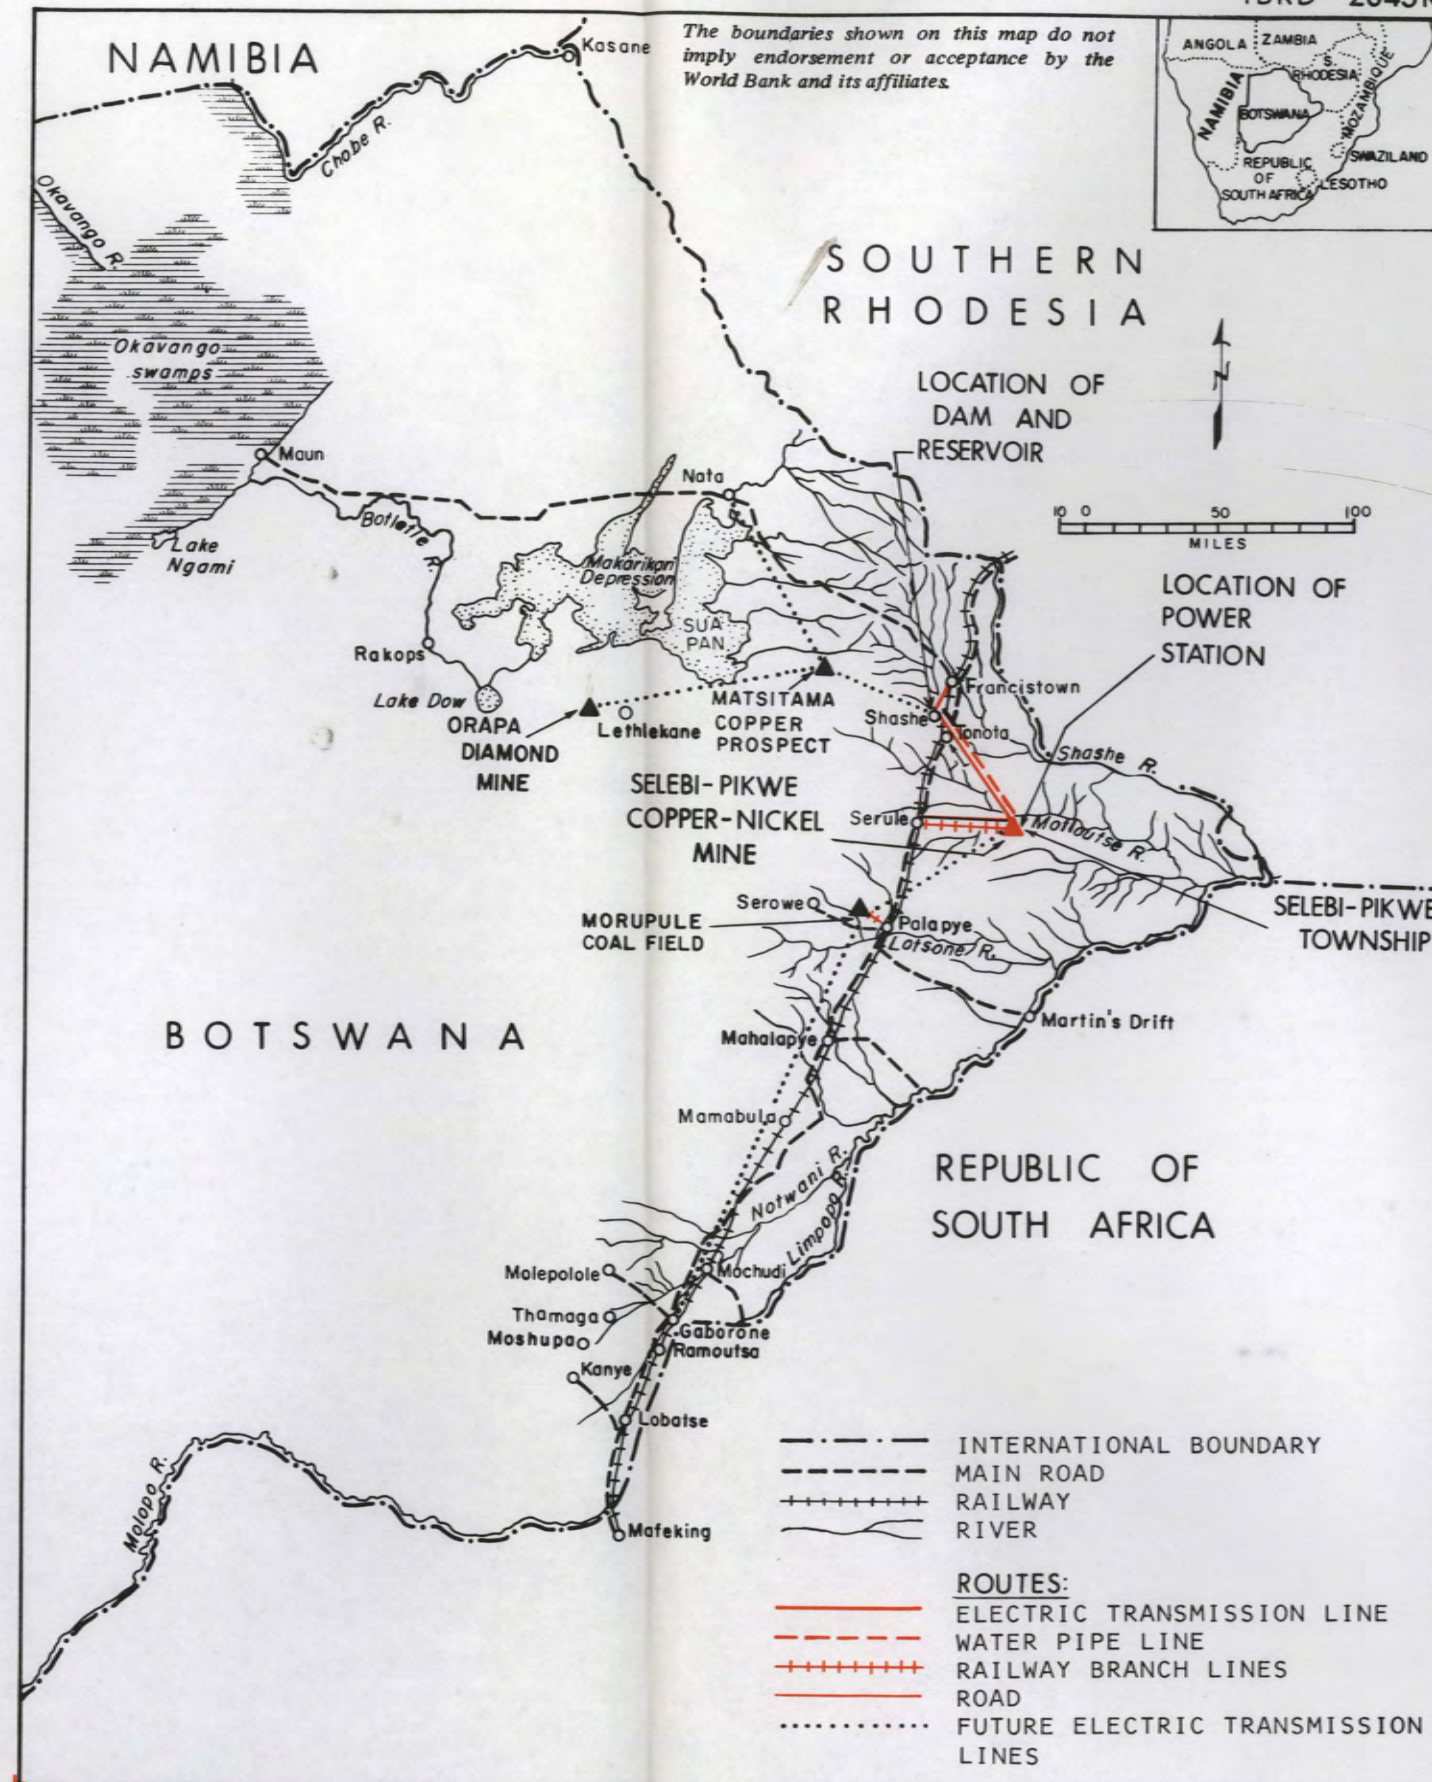 NAMIBIA
Kasane
The boundaries shown on this map do not
imply endorsement or acceptance by the
World Bank and its affiliates.
ANGOLA
ZAMBIA
S.
RHODESIA
NAMIBIA
BOTSWANA
MOZAMBIQUE
SWAZILAND
REPUBLIC
OF
SOUTH AFRICA
LESOTHO
Chobe R.
Okavango R.
Okavango
swamps
SOUTHERN
RHODESIA
LOCATION OF
DAM AND
RESERVOIR
N
Maun
Nata
10 0 50 100
MILES
Botletle R.
Lake
Ngami
Makarikari
Depression
LOCATION OF
POWER
STATION
SUA
PAN
Rakops
Lake Dow
ORAPA
DIAMOND
MINE
Lethlekane
MATSITAMA
COPPER
PROSPECT
Francistown
Shashe
Tonota
Shashe R.
SELEBI-PIKWE
COPPER-NICKEL
MINE
Serule
Motloutse R.
Serowe
MORUPULE
COAL FIELD
Palapye
Lotsane R.
SELEBI-PIKWE
TOWNSHIP
Martin's Drift
BOTSWANA
Mahalapye
Mamabula
Notwani R.
Limpopo R.
REPUBLIC OF
SOUTH AFRICA
Molepolole
Mochudi
Thamaga
Moshupa
Gaborone
Ramoutsa
Kanye
Lobatse
Molopo R.
Mafeking
INTERNATIONAL BOUNDARY
MAIN ROAD
RAILWAY
RIVER
ROUTES:
ELECTRIC TRANSMISSION LINE
WATER PIPE LINE
RAILWAY BRANCH LINES
ROAD
FUTURE ELECTRIC TRANSMISSION
LINES